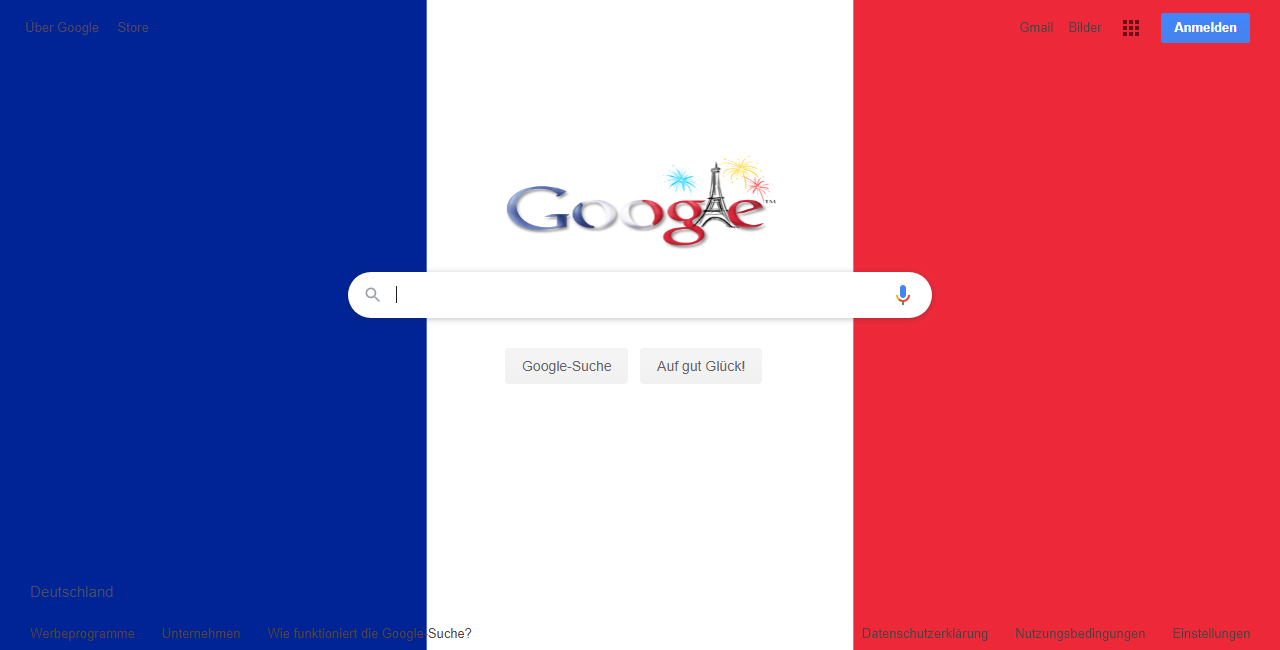 Über Google Store Gmail Bilder Anmelden
Google™
Google-Suche Auf gut Glück!
Deutschland
Werbeprogramme Unternehmen Wie funktioniert die Google-Suche? Datenschutzerklärung Nutzungsbedingungen Einstellungen